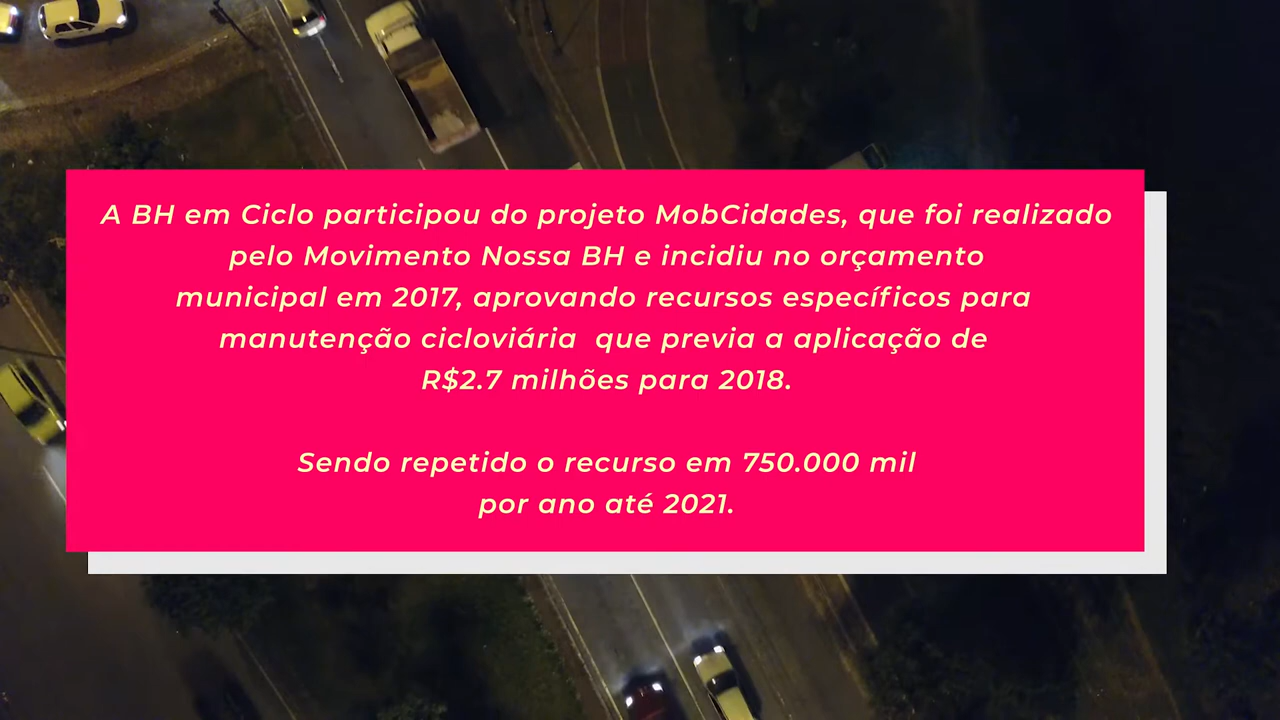 A BH em Ciclo participou do projeto MobCidades, que foi realizado
pelo Movimento Nossa BH e incidiu no orçamento
municipal em 2017, aprovando recursos específicos para
manutenção cicloviária  que previa a aplicação de
R$2.7 milhões para 2018.
Sendo repetido o recurso em 750.000 mil
por ano até 2021.